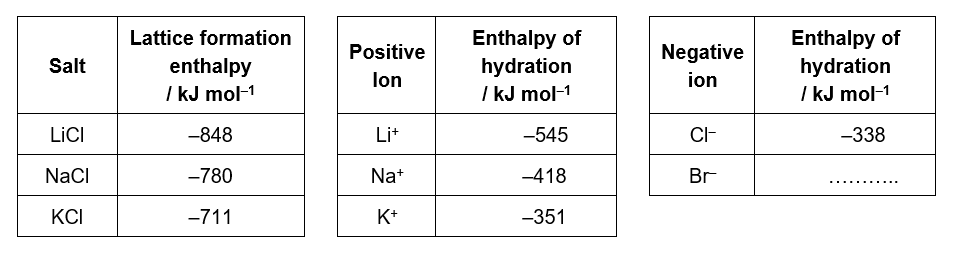 Salt
Lattice formation
enthalpy
/ kJ mol⁻¹
LiCl –848
NaCl –780
KCl –711
Positive
Ion
Enthalpy of
hydration
/ kJ mol⁻¹
Li⁺ –545
Na⁺ –418
K⁺ –351
Negative
ion
Enthalpy of
hydration
/ kJ mol⁻¹
Cl⁻ –338
Br⁻ ………..